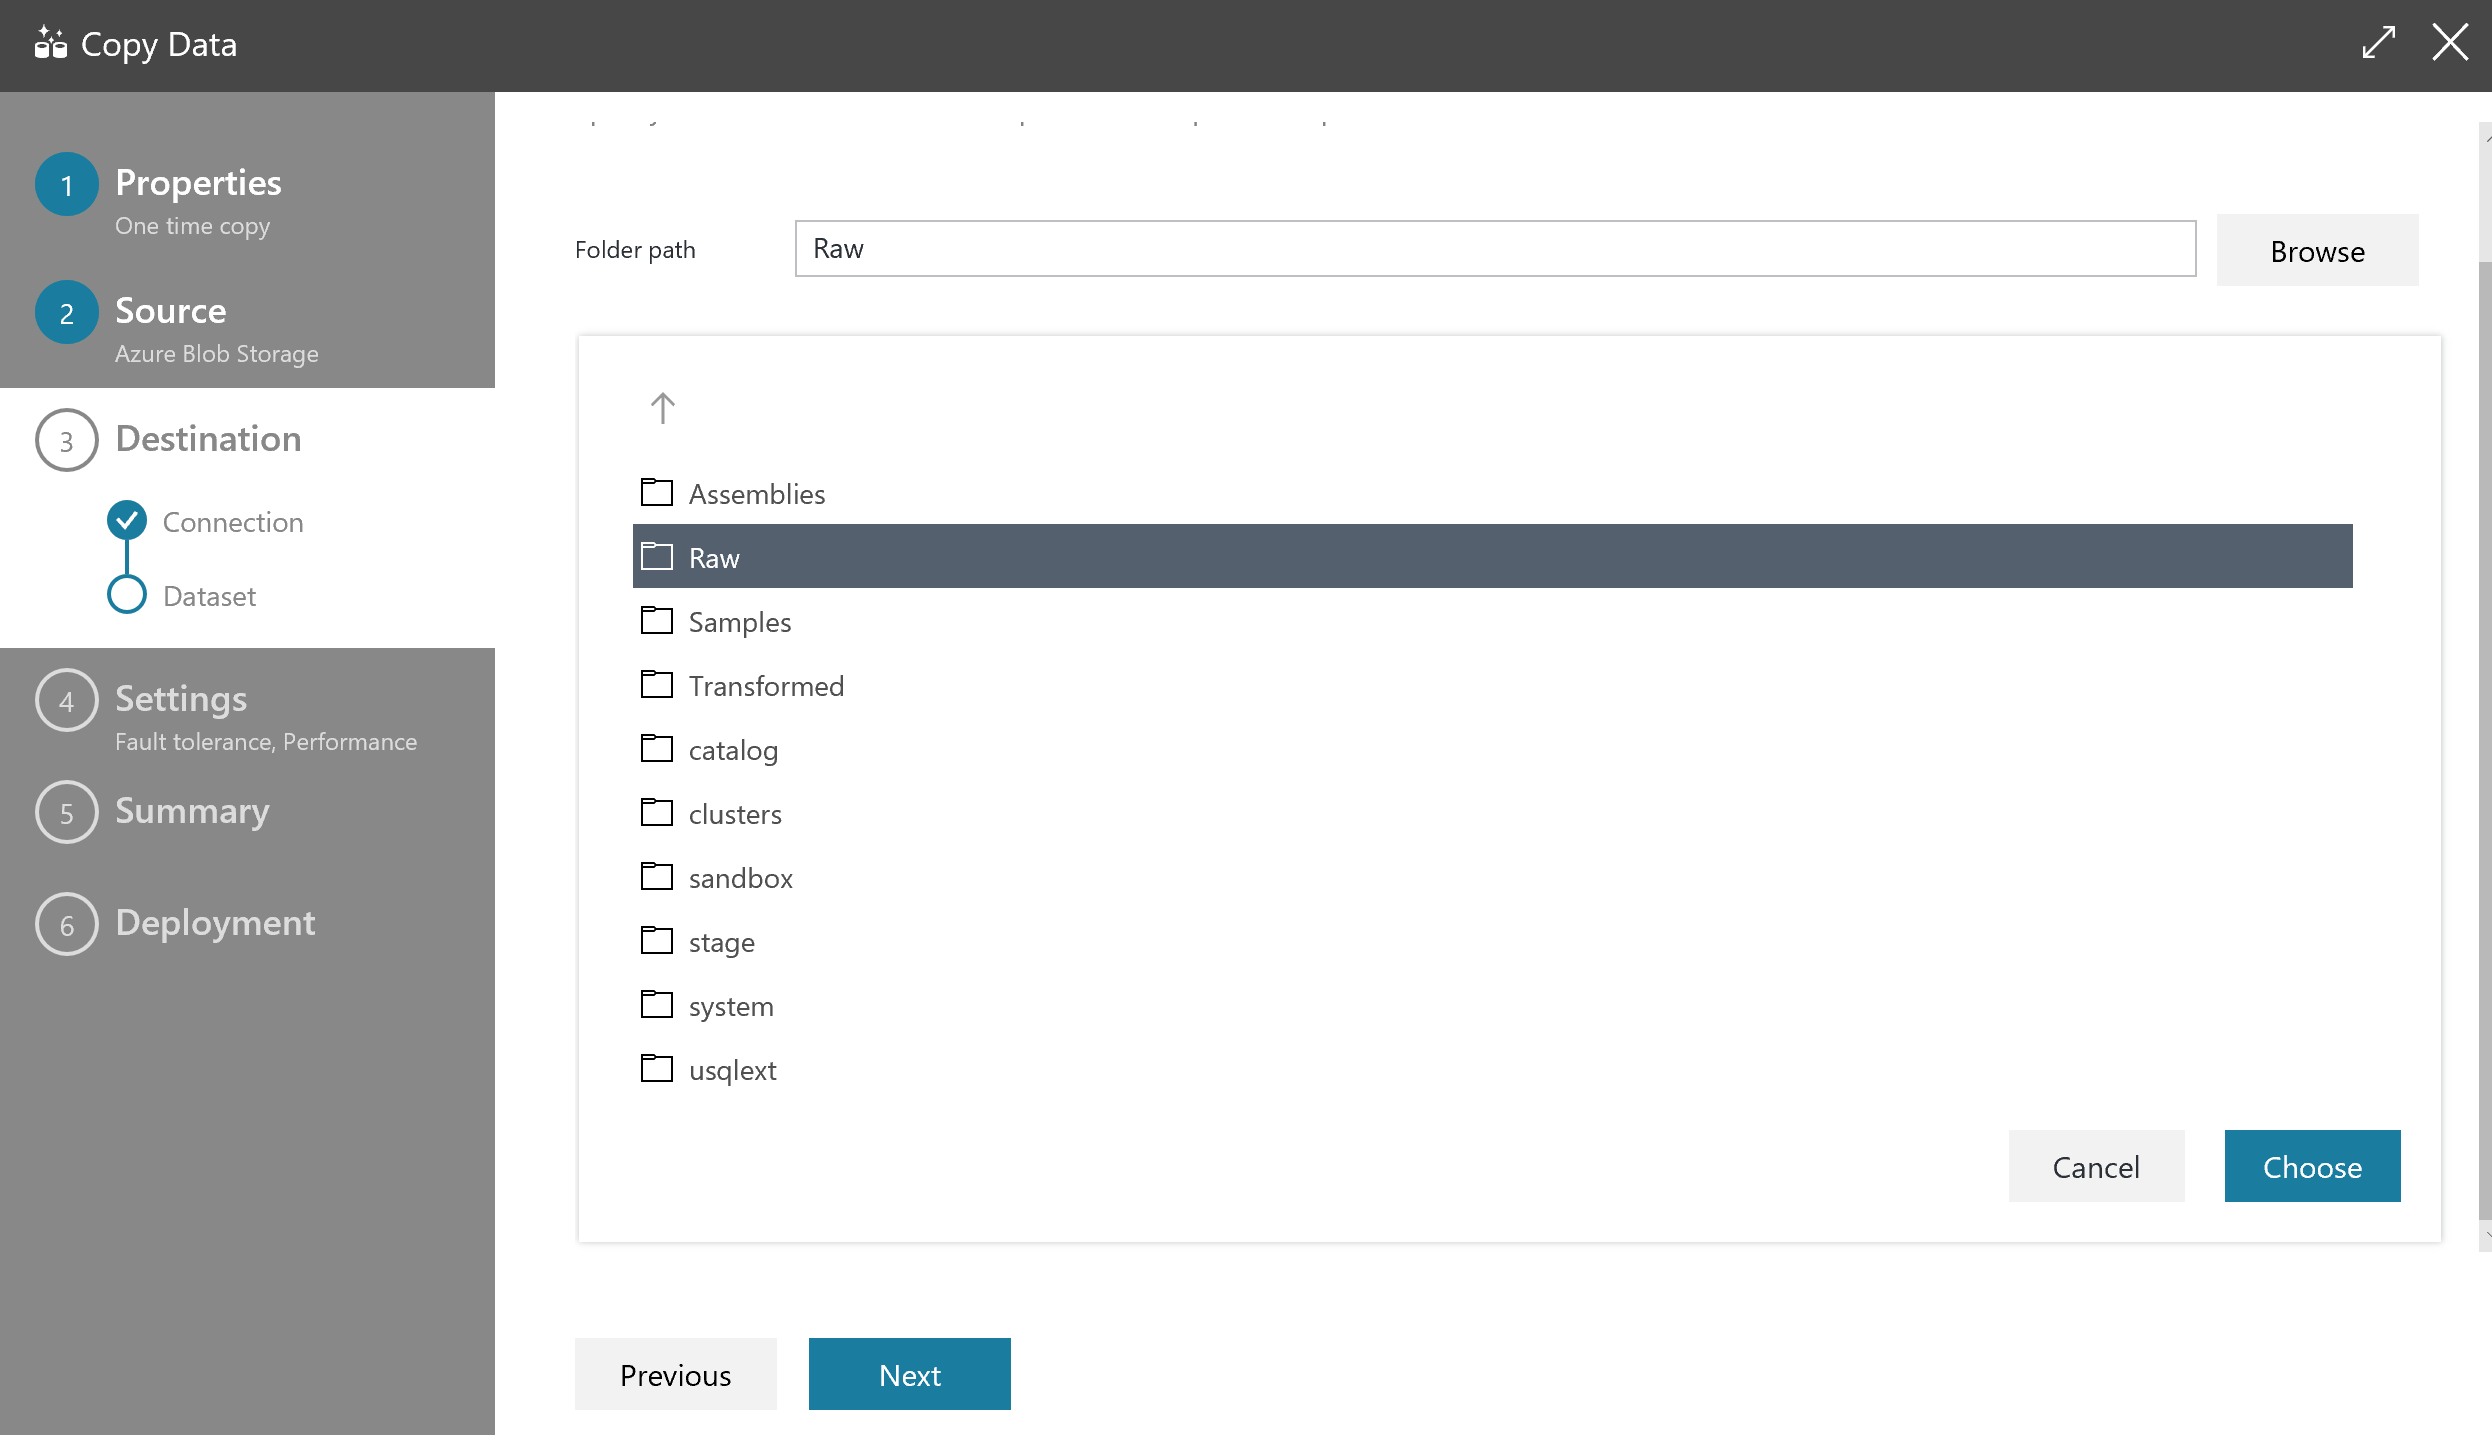 Copy Data
1 Properties
One time copy
2 Source
Azure Blob Storage
3 Destination
Connection
Dataset
4 Settings
Fault tolerance, Performance
5 Summary
6 Deployment
Folder path Raw Browse
Assemblies
Raw
Samples
Transformed
catalog
clusters
sandbox
stage
system
usqlext
Cancel Choose
Previous Next